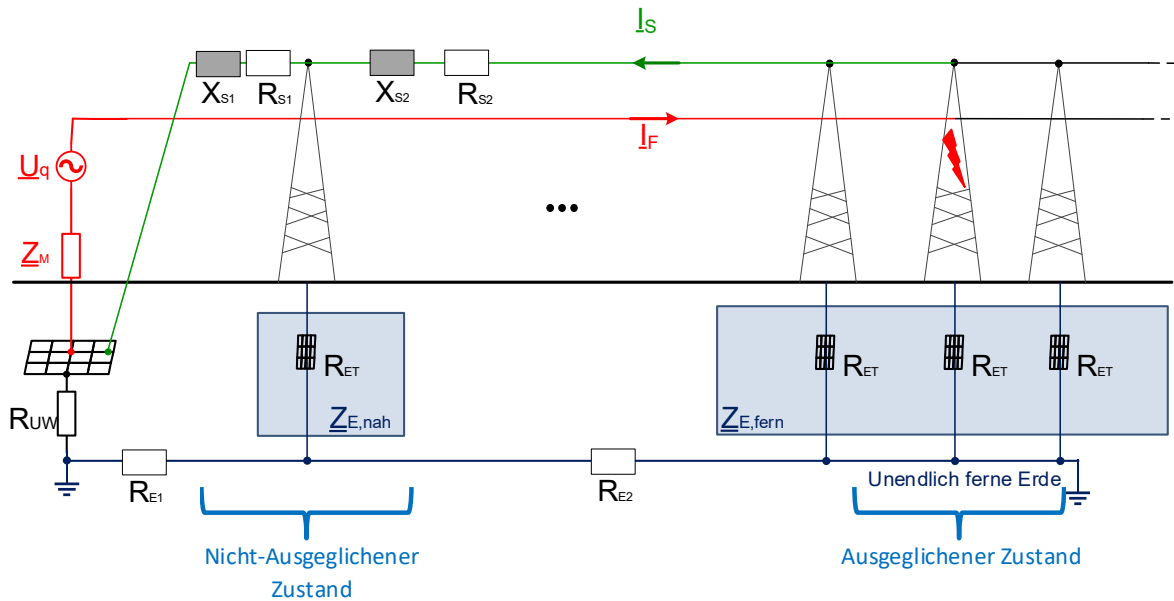 I_S
X_S1
R_S1
X_S2
R_S2
I_F
U_q
Z_M
...
R_ET
R_ET
R_ET
R_ET
R_UW
Z_E,nah
Z_E,fern
R_E1
R_E2
Unendlich ferne Erde
Nicht-Ausgeglichener
Zustand
Ausgeglichener Zustand